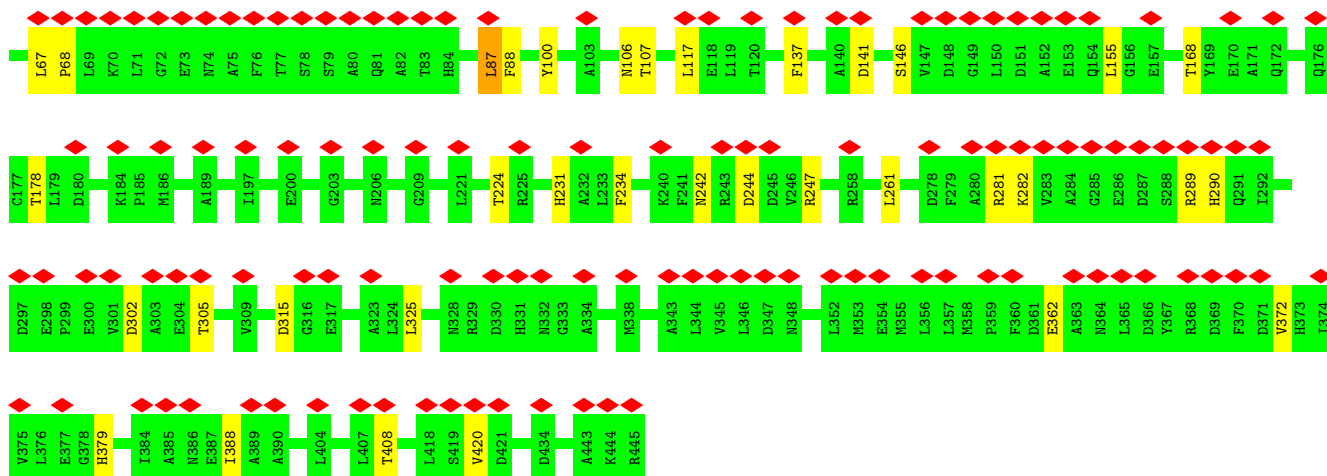 L67 P68 L69 K70 L71 G72 E73 N74 A75 F76 T77 S78 S79 A80 Q81 A82 T83 H84 L87 F88 Y100 A103 N106 T107 L117 E118 L119 T120 F137 A140 D141 S146 V147 D148 G149 L150 D151 A152 E153 Q154 L155 G156 E157 T168 Y169 E170 A171 Q172 Q176
C177 T178 L179 D180 K184 P185 M186 A189 I197 E200 G203 N206 G209 L221 T224 R225 H231 A232 L233 F234 K240 F241 N242 R243 D244 D245 V246 R247 R258 L261 D278 F279 A280 R281 K282 V283 A284 G285 E286 D287 S288 R289 H290 Q291 I292
D297 E298 P299 E300 V301 D302 A303 E304 T305 V309 D315 G316 E317 A323 L324 L325 N328 R329 D330 H331 N332 G333 A334 M338 A343 L344 V345 L346 D347 N348 L352 M353 E354 M355 L356 L357 M358 P359 F360 D361 E362 A363 N364 L365 D366 Y367 R368 D369 F370 D371 V372 H373 I374
V375 L376 E377 G378 H379 I384 A385 N386 E387 I388 A389 A390 L404 L407 T408 L418 S419 V420 D421 D434 A443 K444 R445